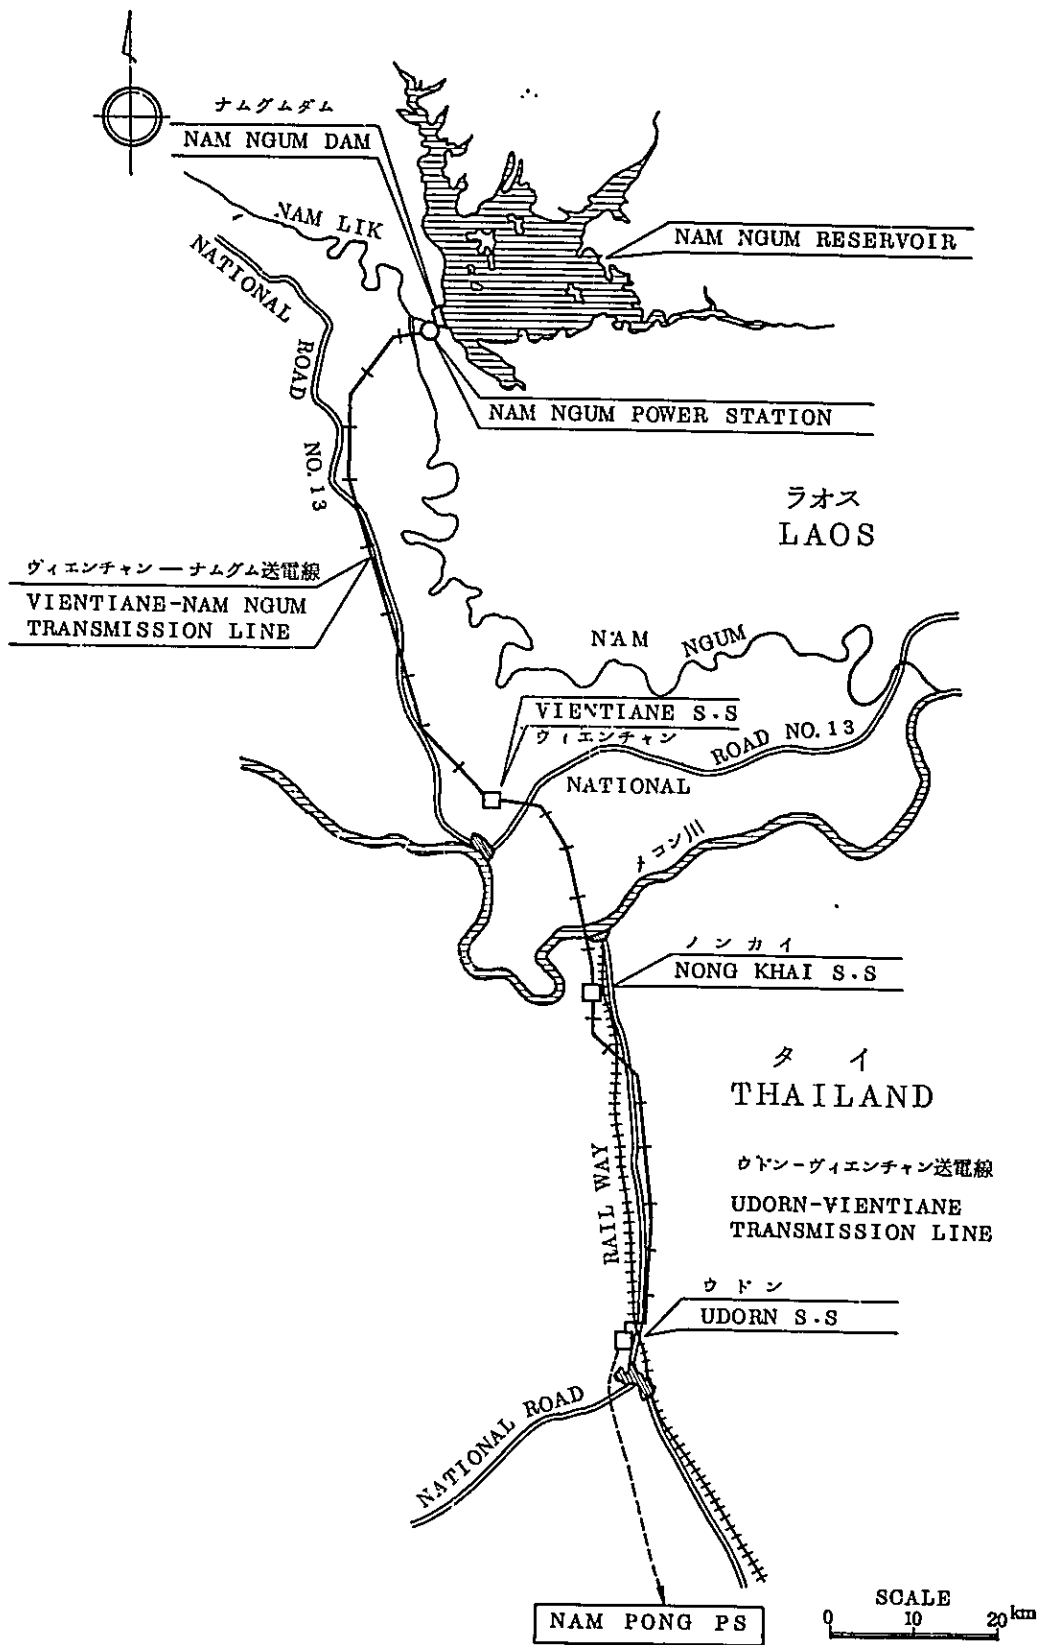 ナムグムダム
NAM NGUM DAM
NAM LIK
NAM NGUM RESERVOIR
NATIONAL ROAD NO.13
NAM NGUM POWER STATION
ラオス
LAOS
ヴィエンチャン ― ナムグム送電線
VIENTIANE-NAM NGUM
TRANSMISSION LINE
NAM NGUM
VIENTIANE S.S
ヴィエンチャン
NATIONAL ROAD NO.13
メコン川
ノンカイ
NONG KHAI S.S
タイ
THAILAND
ウドン-ヴィエンチャン送電線
UDORN-VIENTIANE
TRANSMISSION LINE
RAIL WAY
ウドン
UDORN S.S
NATIONAL ROAD
NAM PONG PS
SCALE
0 10 20 km